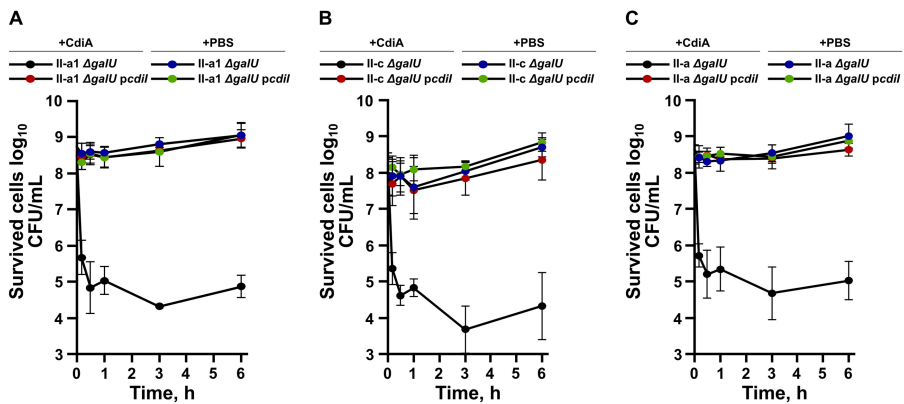 A
+CdiA +PBS
II-a1 ΔgalU II-a1 ΔgalU
II-a1 ΔgalU pcdiI II-a1 ΔgalU pcdiI
10
9
8
7
6
5
4
3
Survived cells log10
CFU/mL
0 1 2 3 4 5 6
Time, h
B
+CdiA +PBS
II-c ΔgalU II-c ΔgalU
II-c ΔgalU pcdiI II-c ΔgalU pcdiI
10
9
8
7
6
5
4
3
Survived cells log10
CFU/mL
0 1 2 3 4 5 6
Time, h
C
+CdiA +PBS
II-a ΔgalU II-a ΔgalU
II-a ΔgalU pcdiI II-a ΔgalU pcdiI
10
9
8
7
6
5
4
3
Survived cells log10
CFU/mL
0 1 2 3 4 5 6
Time, h